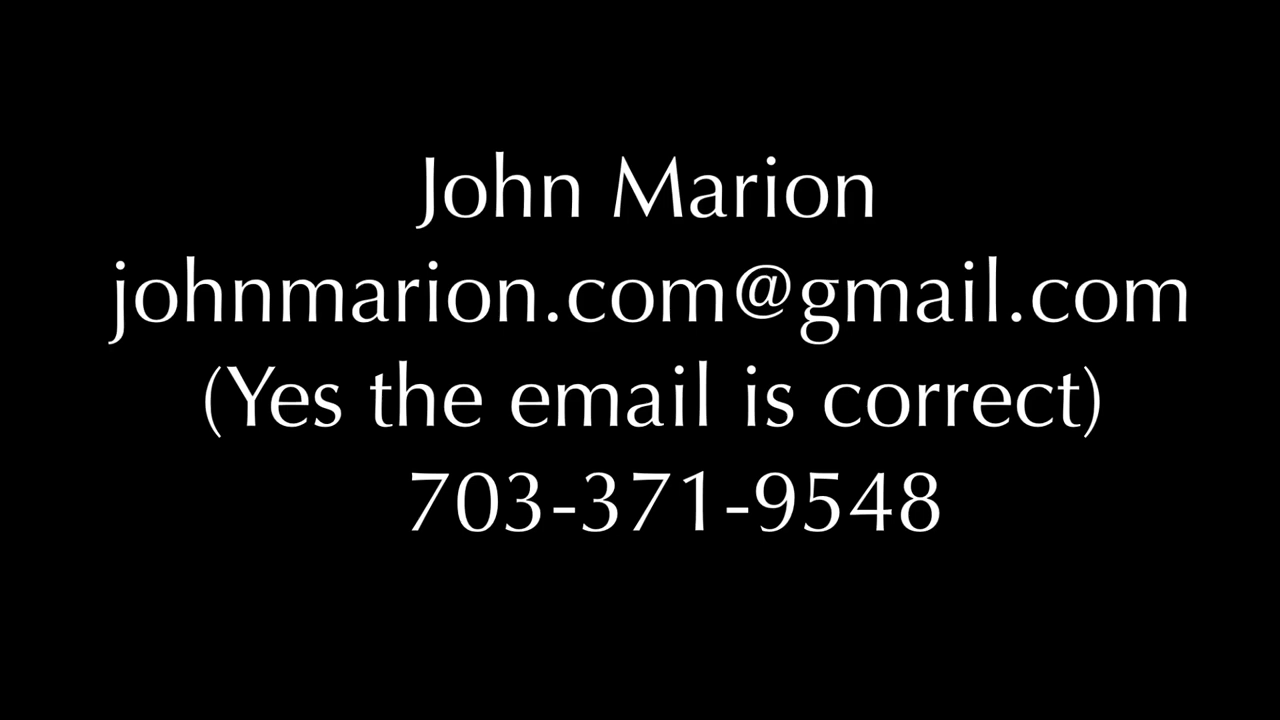 John Marion
johnmarion.com@gmail.com
(Yes the email is correct)
703-371-9548